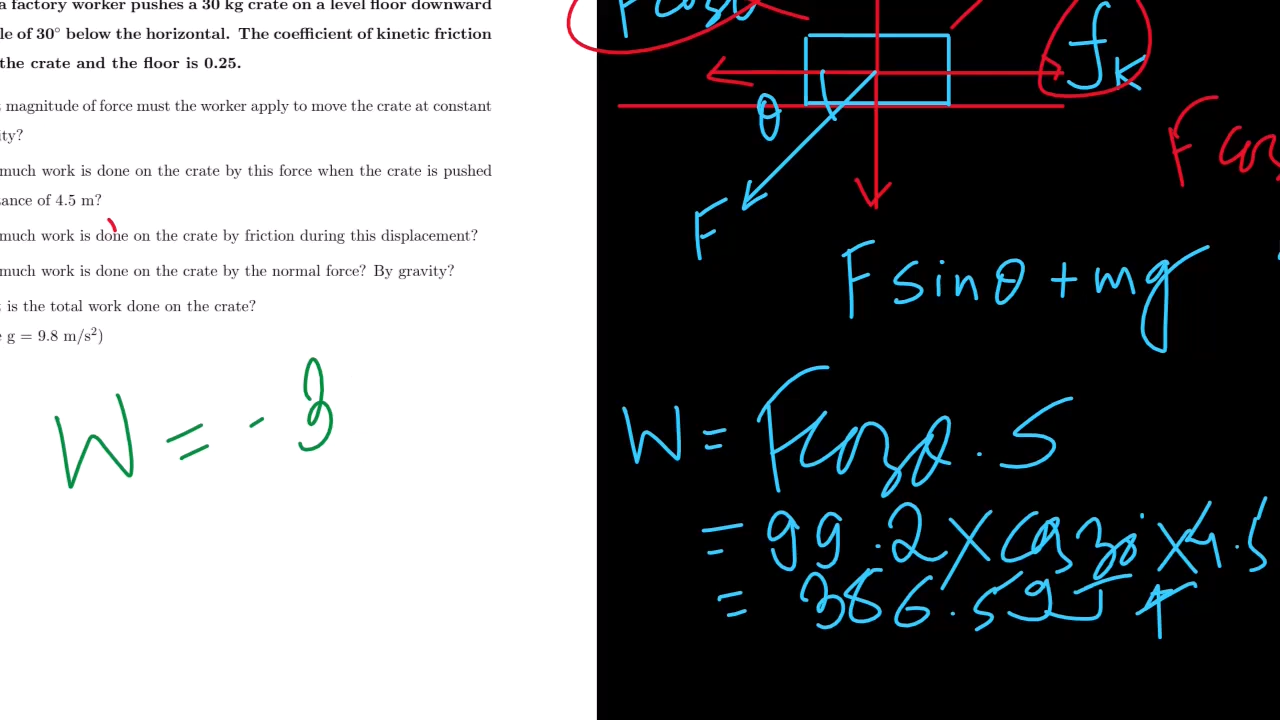 a factory worker pushes a 30 kg crate on a level floor downward
le of 30° below the horizontal. The coefficient of kinetic friction
the crate and the floor is 0.25.
magnitude of force must the worker apply to move the crate at constant
ity?
much work is done on the crate by this force when the crate is pushed
tance of 4.5 m?
much work is done on the crate by friction during this displacement?
much work is done on the crate by the normal force? By gravity?
t is the total work done on the crate?
e g = 9.8 m/s²)
W = - 3
F cosθ
fK
θ
F
F cos
F sinθ + mg
W = Fcosθ . S
= 99.2 × cos 30 × 4.5
= 386.59J